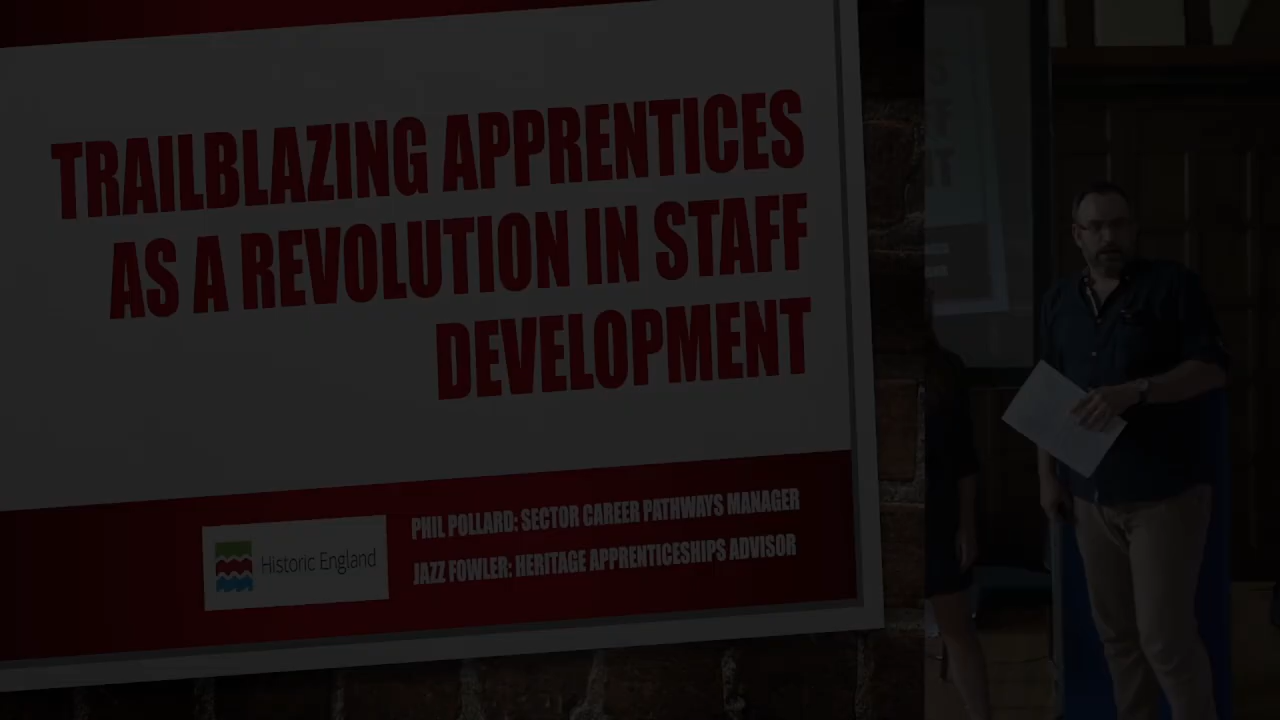 TRAILBLAZING APPRENTICES
AS A REVOLUTION IN STAFF
DEVELOPMENT
Historic England
PHIL POLLARD: SECTOR CAREER PATHWAYS MANAGER
JAZZ FOWLER: HERITAGE APPRENTICESHIPS ADVISOR